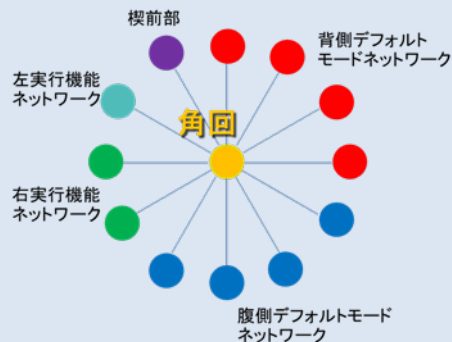 楔前部
背側デフォルト
モードネットワーク
左実行機能
ネットワーク
角回
右実行機能
ネットワーク
腹側デフォルトモード
ネットワーク